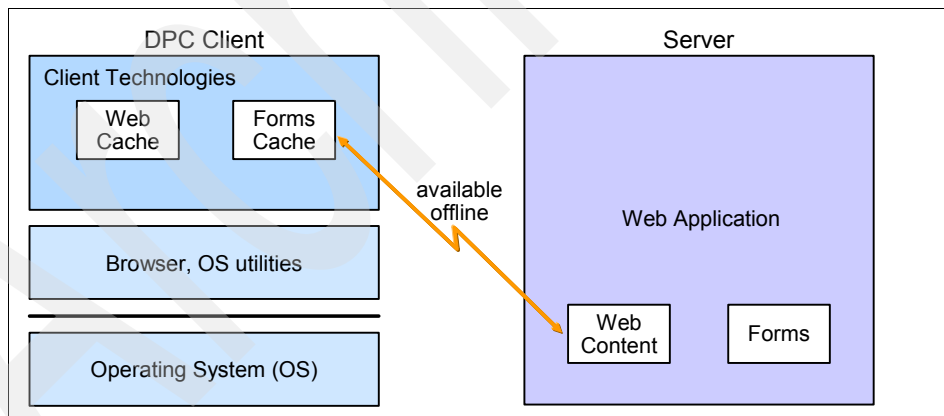 DPC Client
Server
Client Technologies
Web
Cache
Forms
Cache
available
offline
Web Application
Browser, OS utilities
Web
Content
Forms
Operating System (OS)